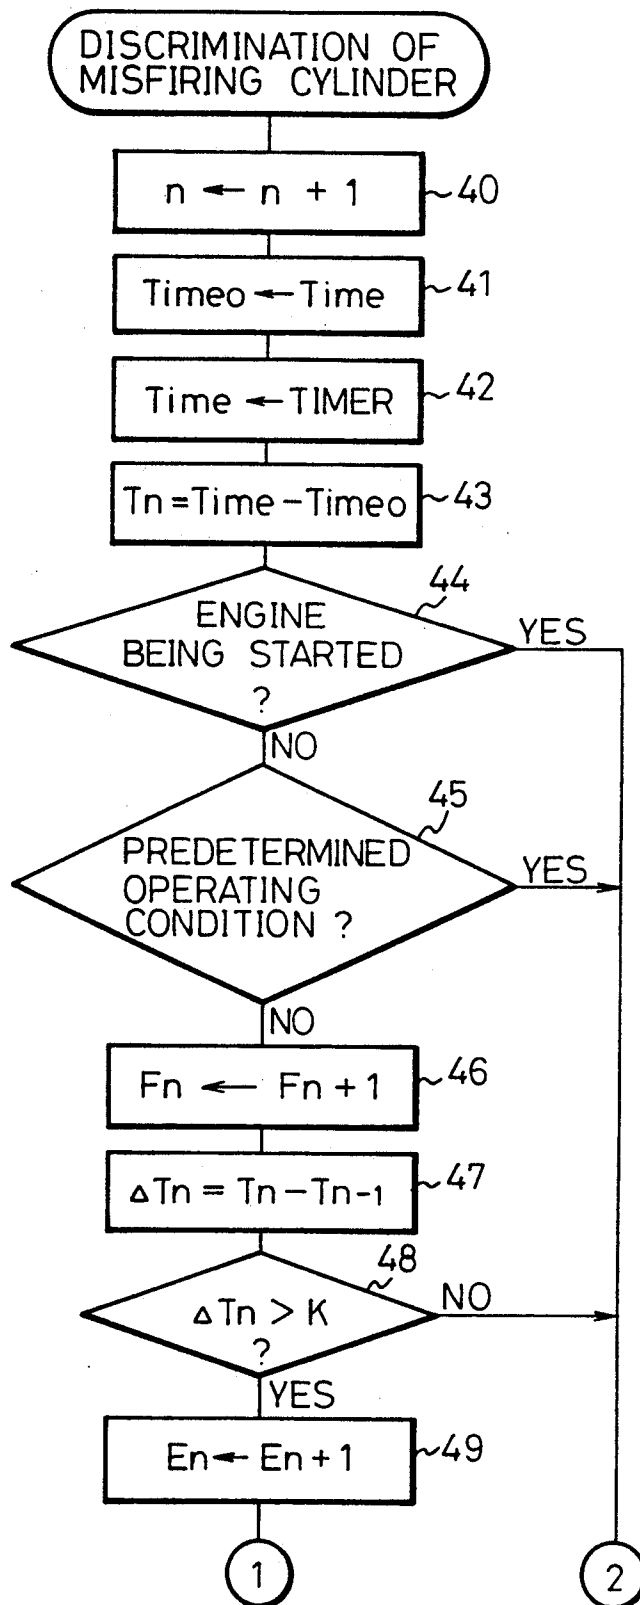 DISCRIMINATION OF
MISFIRING CYLINDER
n ← n + 1
40
Timeo ← Time
41
Time ← TIMER
42
Tn = Time − Timeo
43
44
ENGINE
BEING STARTED
?
YES
NO
45
PREDETERMINED
OPERATING
CONDITION ?
YES
NO
Fn ← Fn + 1
46
△Tn = Tn − Tn-1
47
48
△Tn > K
?
NO
YES
En ← En + 1
49
1
2